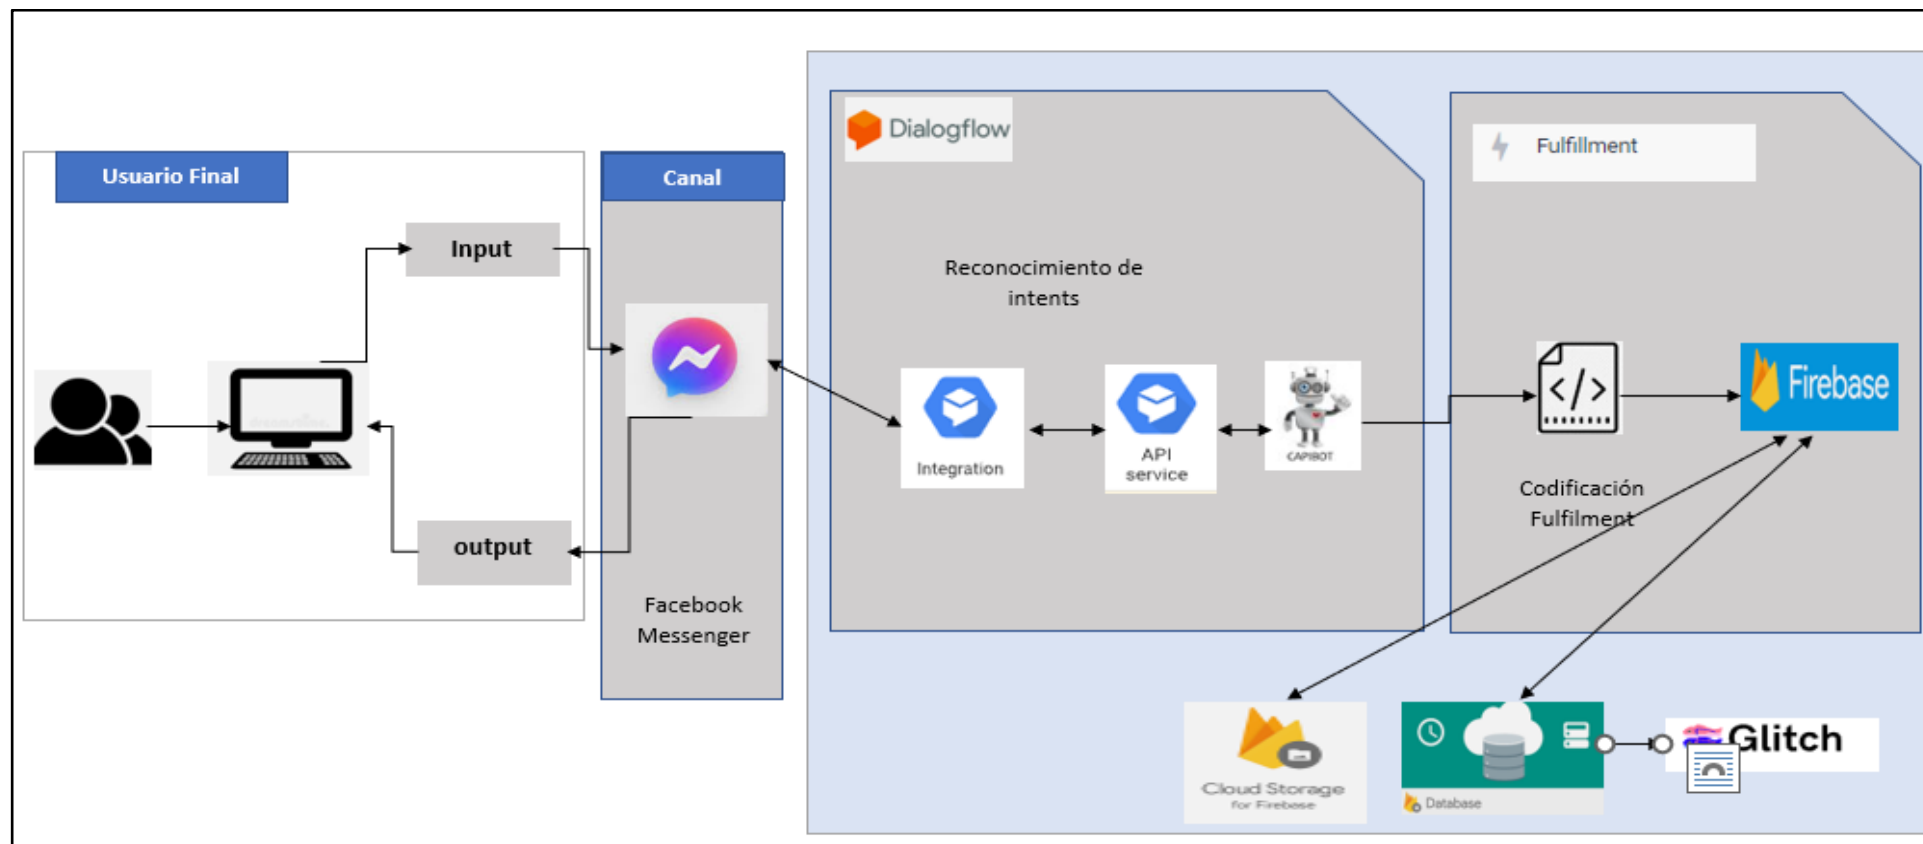 Usuario Final
Input
output
Canal
Facebook
Messenger
Dialogflow
Reconocimiento de
intents
Integration
API
service
CAPIBOT
Fulfillment
</>
Firebase
Codificación
Fulfilment
Cloud Storage
for Firebase
Database
Glitch